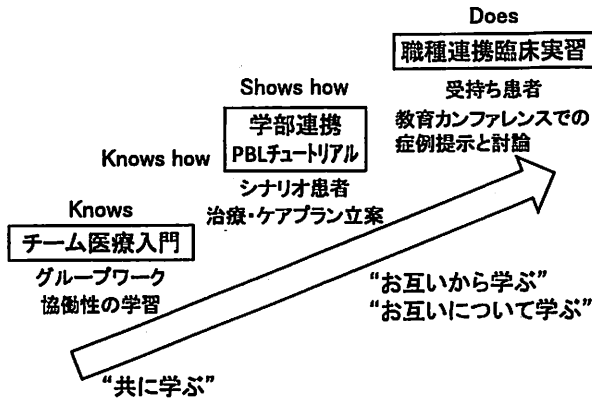 Does
職種連携臨床実習
受持ち患者
教育カンファレンスでの
症例提示と討論
Shows how
学部連携
PBLチュートリアル
シナリオ患者
治療・ケアプラン立案
Knows how
Knows
チーム医療入門
グループワーク
協働性の学習
“お互いから学ぶ”
“お互いについて学ぶ”
“共に学ぶ”